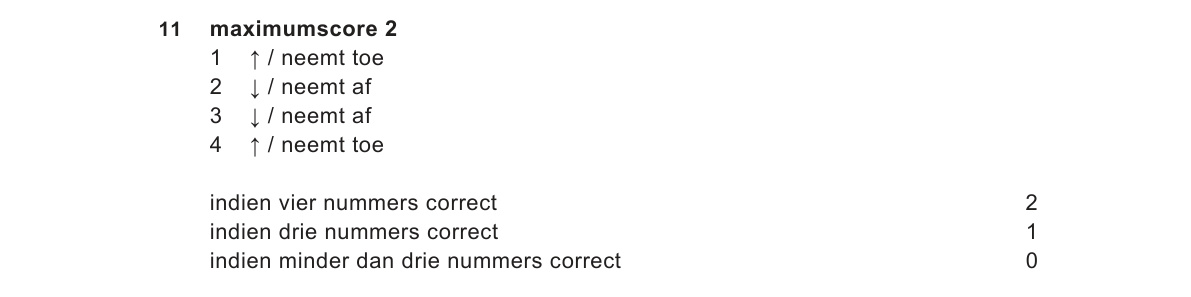 11 maximumscore 2
1 ↑ / neemt toe
2 ↓ / neemt af
3 ↓ / neemt af
4 ↑ / neemt toe
indien vier nummers correct 2
indien drie nummers correct 1
indien minder dan drie nummers correct 0